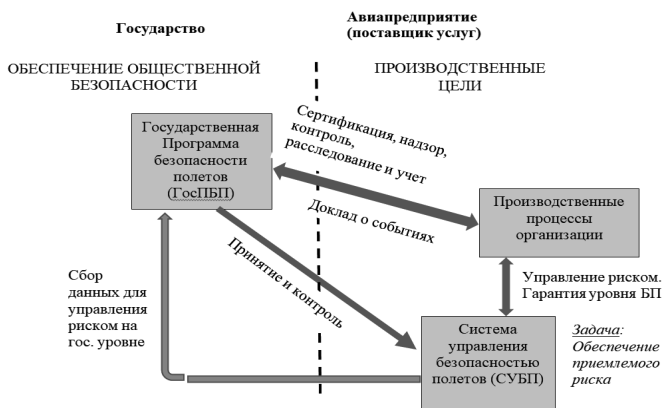 Государство
Авиапредприятие
(поставщик услуг)
ОБЕСПЕЧЕНИЕ ОБЩЕСТВЕННОЙ
БЕЗОПАСНОСТИ
ПРОИЗВОДСТВЕННЫЕ
ЦЕЛИ
Государственная
Программа
безопасности
полетов
(ГосПБП)
Сертификация, надзор,
контроль,
расследование и учет
Доклад о событиях
Производственные
процессы
организации
Принятие и контроль
Сбор
данных для
управления
риском на
гос. уровне
Управление риском.
Гарантия уровня БП
Система
управления
безопасностью
полетов (СУБП)
Задача:
Обеспечение
приемлемого
риска